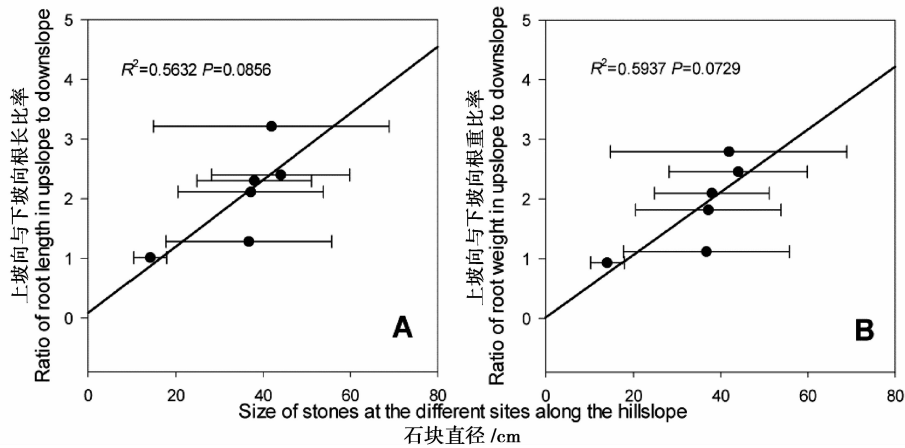 上坡向与下坡向根长比率
Ratio of root length in upslope to downslope
5
4
3
2
1
0
R²=0.5632 P=0.0856
A
0 20 40 60 80
上坡向与下坡向根重比率
Ratio of root weight in upslope to downslope
5
4
3
2
1
0
R²=0.5937 P=0.0729
B
0 20 40 60 80
Size of stones at the different sites along the hillslope
石块直径 /cm